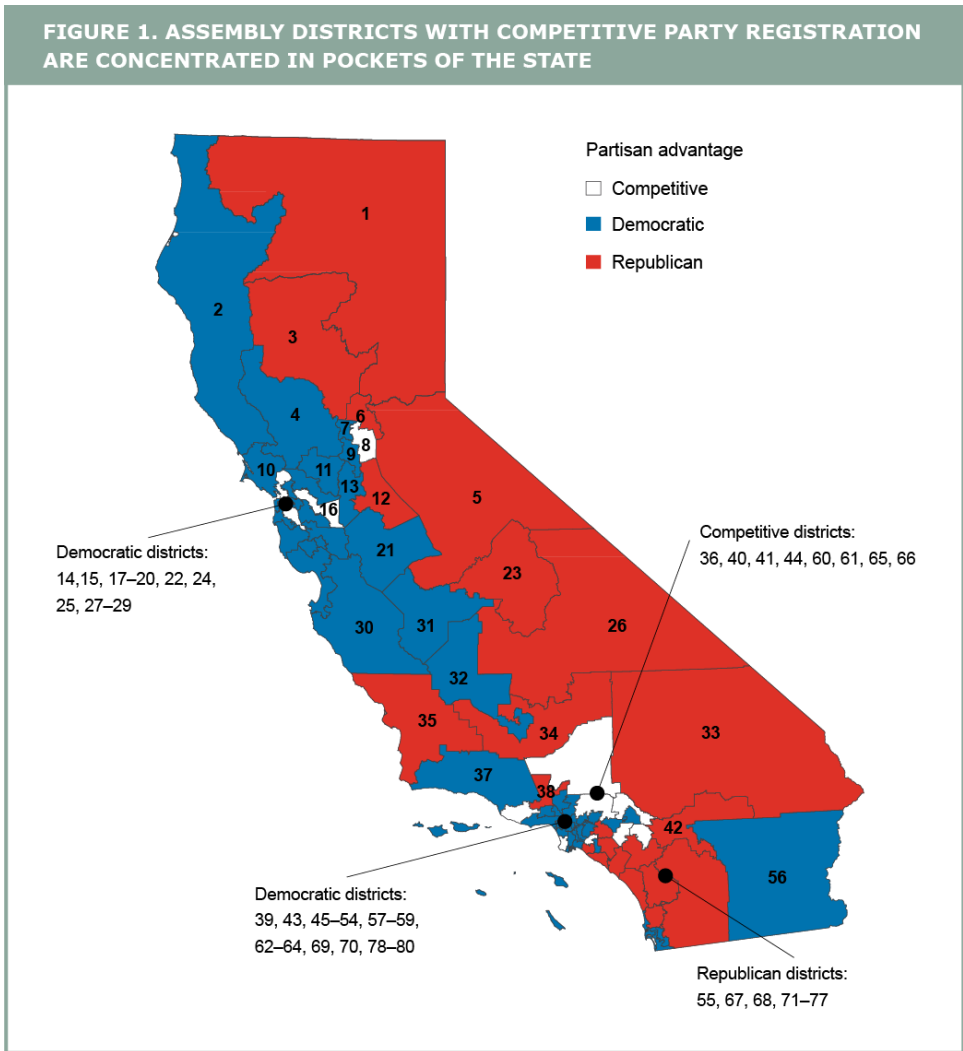 FIGURE 1. ASSEMBLY DISTRICTS WITH COMPETITIVE PARTY REGISTRATION
ARE CONCENTRATED IN POCKETS OF THE STATE
Partisan advantage
Competitive
Democratic
Republican
1
2
3
4
6
7
8
9
10
11
13
12
5
16
21
23
Democratic districts:
14,15, 17–20, 22, 24,
25, 27–29
Competitive districts:
36, 40, 41, 44, 60, 61, 65, 66
30
31
26
32
35
34
33
37
38
42
56
Democratic districts:
39, 43, 45–54, 57–59,
62–64, 69, 70, 78–80
Republican districts:
55, 67, 68, 71–77